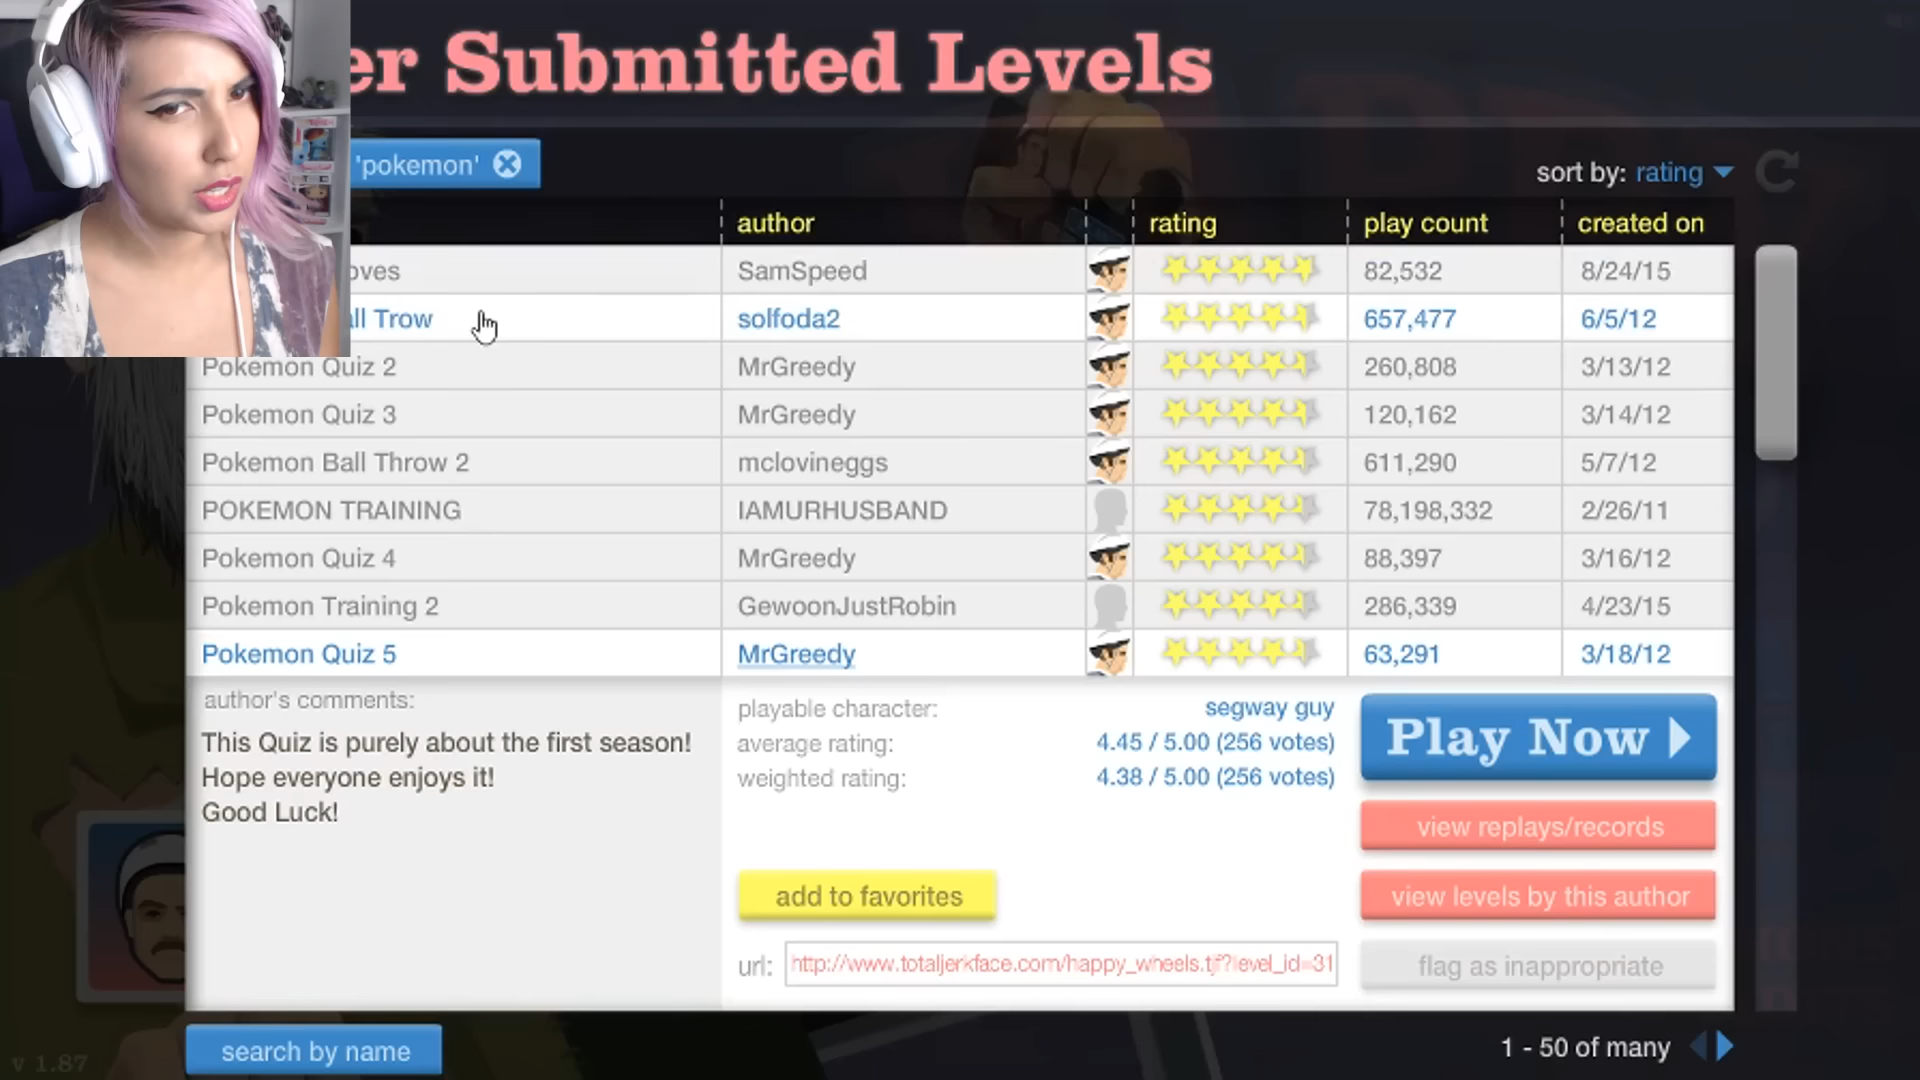 er Submitted Levels
'pokemon'
sort by: rating
author rating play count created on
oves SamSpeed 82,532 8/24/15
ll Trow solfoda2 657,477 6/5/12
Pokemon Quiz 2 MrGreedy 260,808 3/13/12
Pokemon Quiz 3 MrGreedy 120,162 3/14/12
Pokemon Ball Throw 2 mclovineggs 611,290 5/7/12
POKEMON TRAINING IAMURHUSBAND 78,198,332 2/26/11
Pokemon Quiz 4 MrGreedy 88,397 3/16/12
Pokemon Training 2 GewoonJustRobin 286,339 4/23/15
Pokemon Quiz 5 MrGreedy 63,291 3/18/12
author's comments:
This Quiz is purely about the first season!
Hope everyone enjoys it!
Good Luck!
playable character: segway guy
average rating: 4.45 / 5.00 (256 votes)
weighted rating: 4.38 / 5.00 (256 votes)
Play Now
view replays/records
add to favorites
view levels by this author
url: http://www.totaljerkface.com/happy_wheels.tjf?level_id=31
flag as inappropriate
v 1.87
search by name
1 - 50 of many